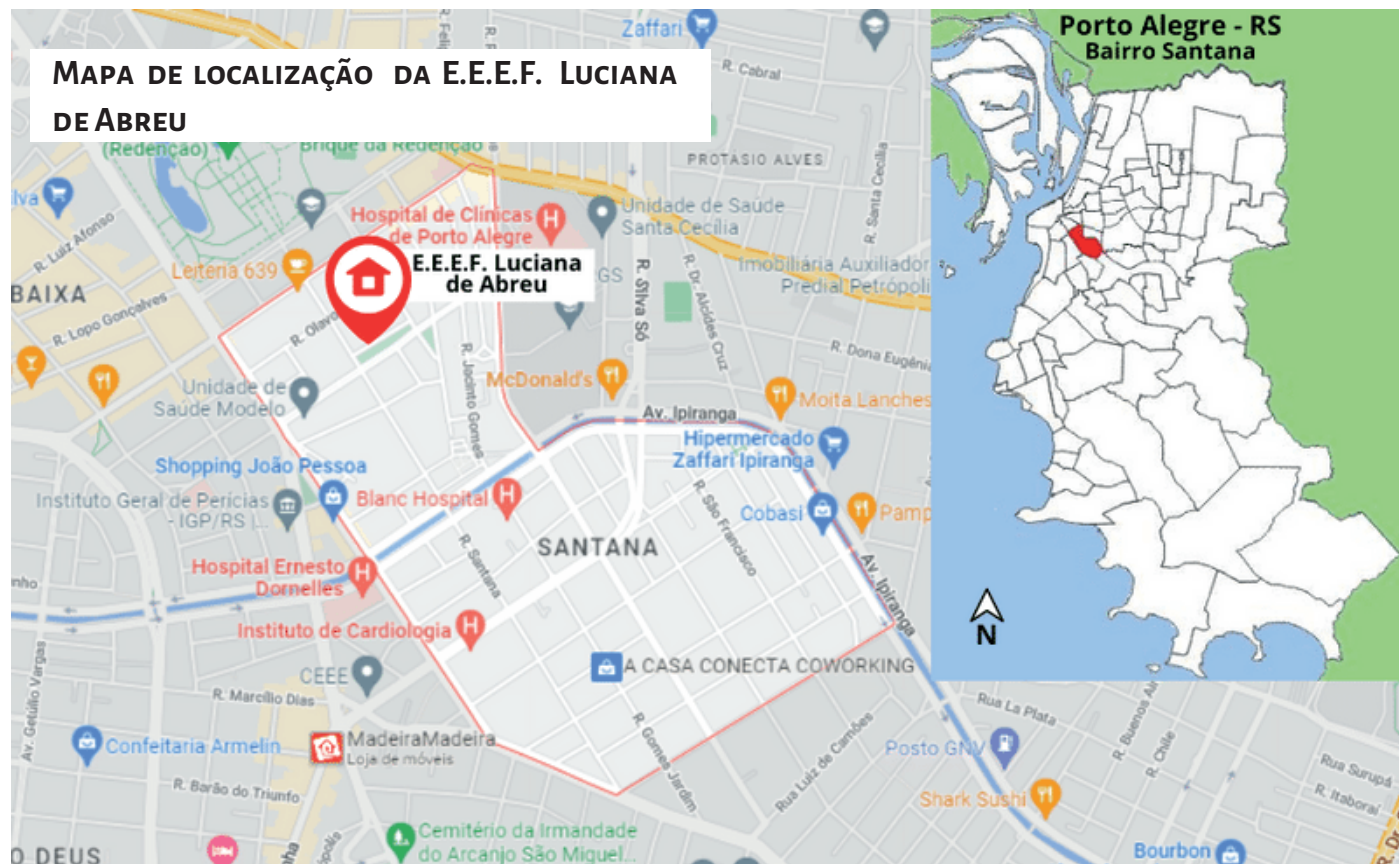 MAPA DE LOCALIZAÇÃO DA E.E.E.F. LUCIANA
DE ABREU
Porto Alegre - RS
Bairro Santana
N
Zaffari
R. Cabral
PROTÁSIO ALVES
(Redenção)
Brique da Redenção
R. Santa Cecília
R. Luiz Afonso
Hospital de Clínicas
de Porto Alegre
Unidade de Saúde
Santa Cecília
Leiteria 639
E.E.E.F. Luciana
de Abreu
Imobiliária Auxiliador
Predial Petrópoli
BAIXA
R. Lopo Gonçalves
R. Olavo
R. Silva Só
R. Dr. Alcides Cruz
R. Dona Eugênia
R. Jacinto Gomes
McDonald's
Unidade de
Saúde Modelo
Moita Lanches
Av. Ipiranga
Hipermercado
Zaffari Ipiranga
Shopping João Pessoa
Instituto Geral de Perícias
- IGP/RS |...
Blanc Hospital
R. São Francisco
Cobasi
Pamp
SANTANA
R. Santana
Hospital Ernesto
Dornelles
Av. Ipiranga
Instituto de Cardiologia
A CASA CONECTA COWORKING
CEEE
R. Marcílio Dias
Av. Getúlio Vargas
Rua La Plata
R. Buenos Air
R. Chile
Confeitaria Armelin
MadeiraMadeira
Loja de móveis
R. Gomes Jardim
Rua Luiz de Camões
Posto GNV
Rua Surupá
R. Itaboraí
R. Barão do Triunfo
Shark Sushi
Cemitério da Irmandade
do Arcanjo São Miguel...
O DEUS
Bourbon